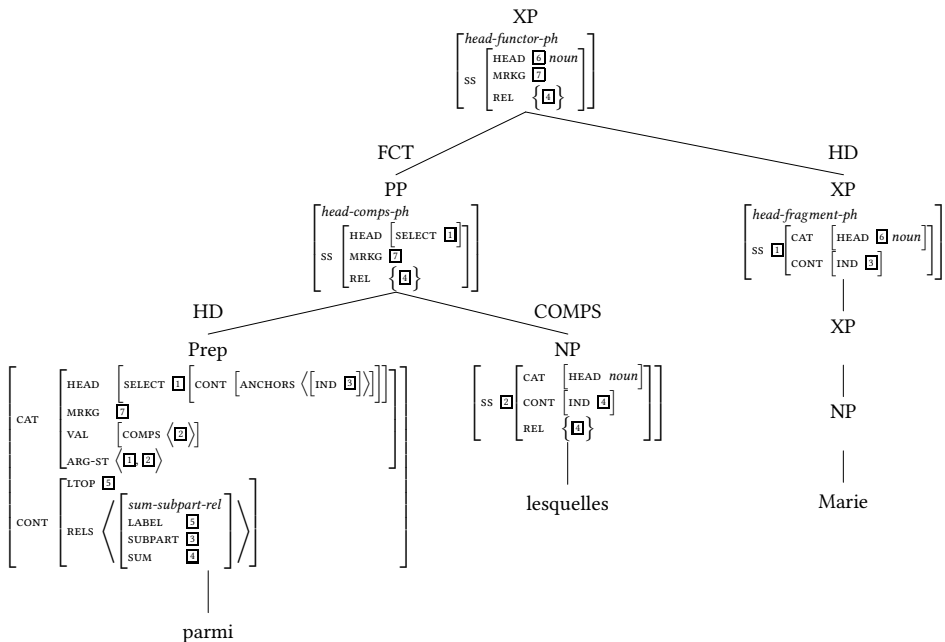 XP
head-functor-ph
SS
HEAD 6 noun
MRKG 7
REL {4}
FCT
HD
PP
XP
head-comps-ph
SS
HEAD [SELECT 1]
MRKG 7
REL {4}
head-fragment-ph
SS 1
CAT [HEAD 6 noun]
CONT [IND 3]
HD
COMPS
XP
Prep
NP
CAT
HEAD [SELECT 1 [CONT [ANCHORS ⟨[IND 3]⟩]]]
MRKG 7
VAL [COMPS ⟨2⟩]
ARG-ST ⟨1, 2⟩
CONT
LTOP 5
RELS
sum-subpart-rel
LABEL 5
SUBPART 3
SUM 4
SS 2
CAT [HEAD noun]
CONT [IND 4]
REL {4}
NP
lesquelles
Marie
parmi